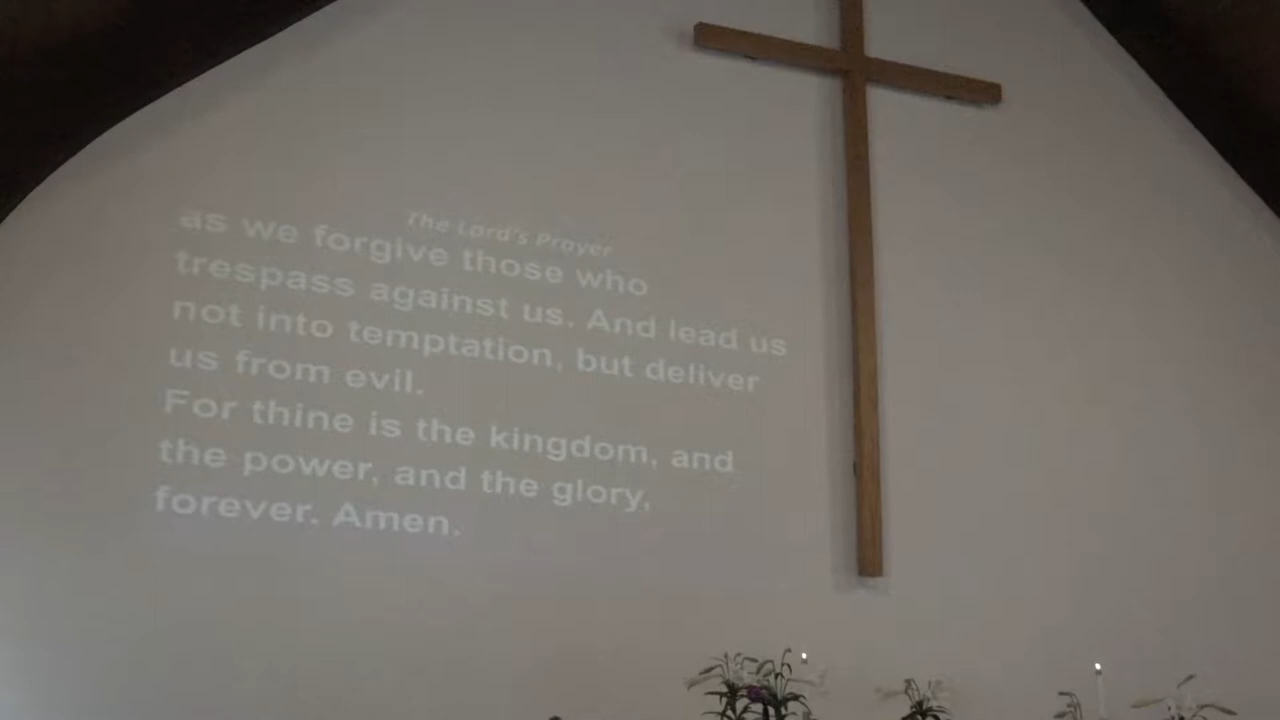 The Lord's Prayer
as we forgive those who
trespass against us. And lead us
not into temptation, but deliver
us from evil.
For thine is the kingdom, and
the power, and the glory,
forever. Amen.